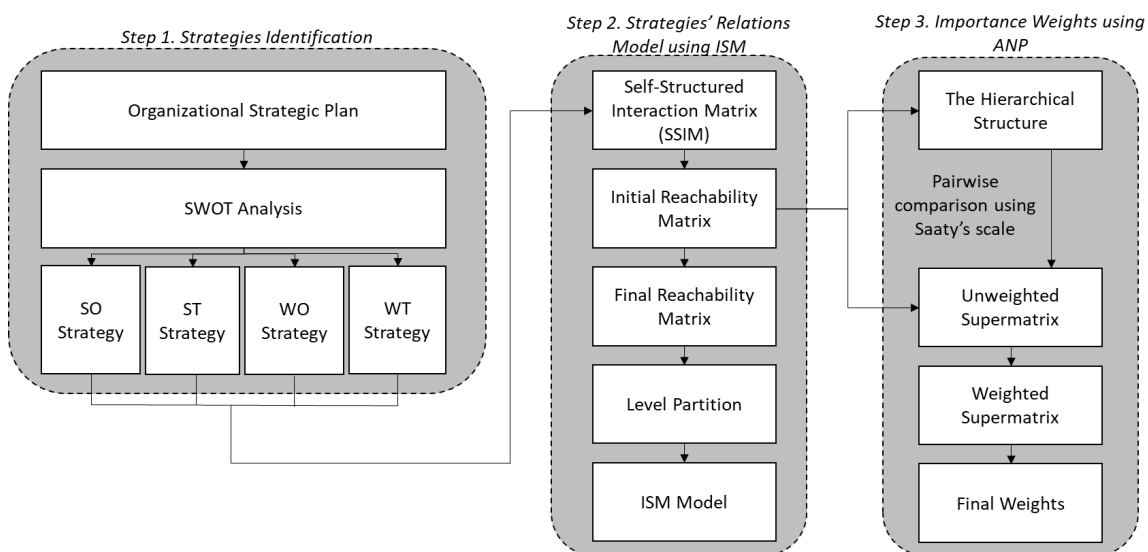 Step 1. Strategies Identification
Organizational Strategic Plan
SWOT Analysis
SO
Strategy
ST
Strategy
WO
Strategy
WT
Strategy
Step 2. Strategies’ Relations
Model using ISM
Self-Structured
Interaction Matrix
(SSIM)
Initial Reachability
Matrix
Final Reachability
Matrix
Level Partition
ISM Model
Step 3. Importance Weights using
ANP
The Hierarchical
Structure
Pairwise
comparison using
Saaty’s scale
Unweighted
Supermatrix
Weighted
Supermatrix
Final Weights